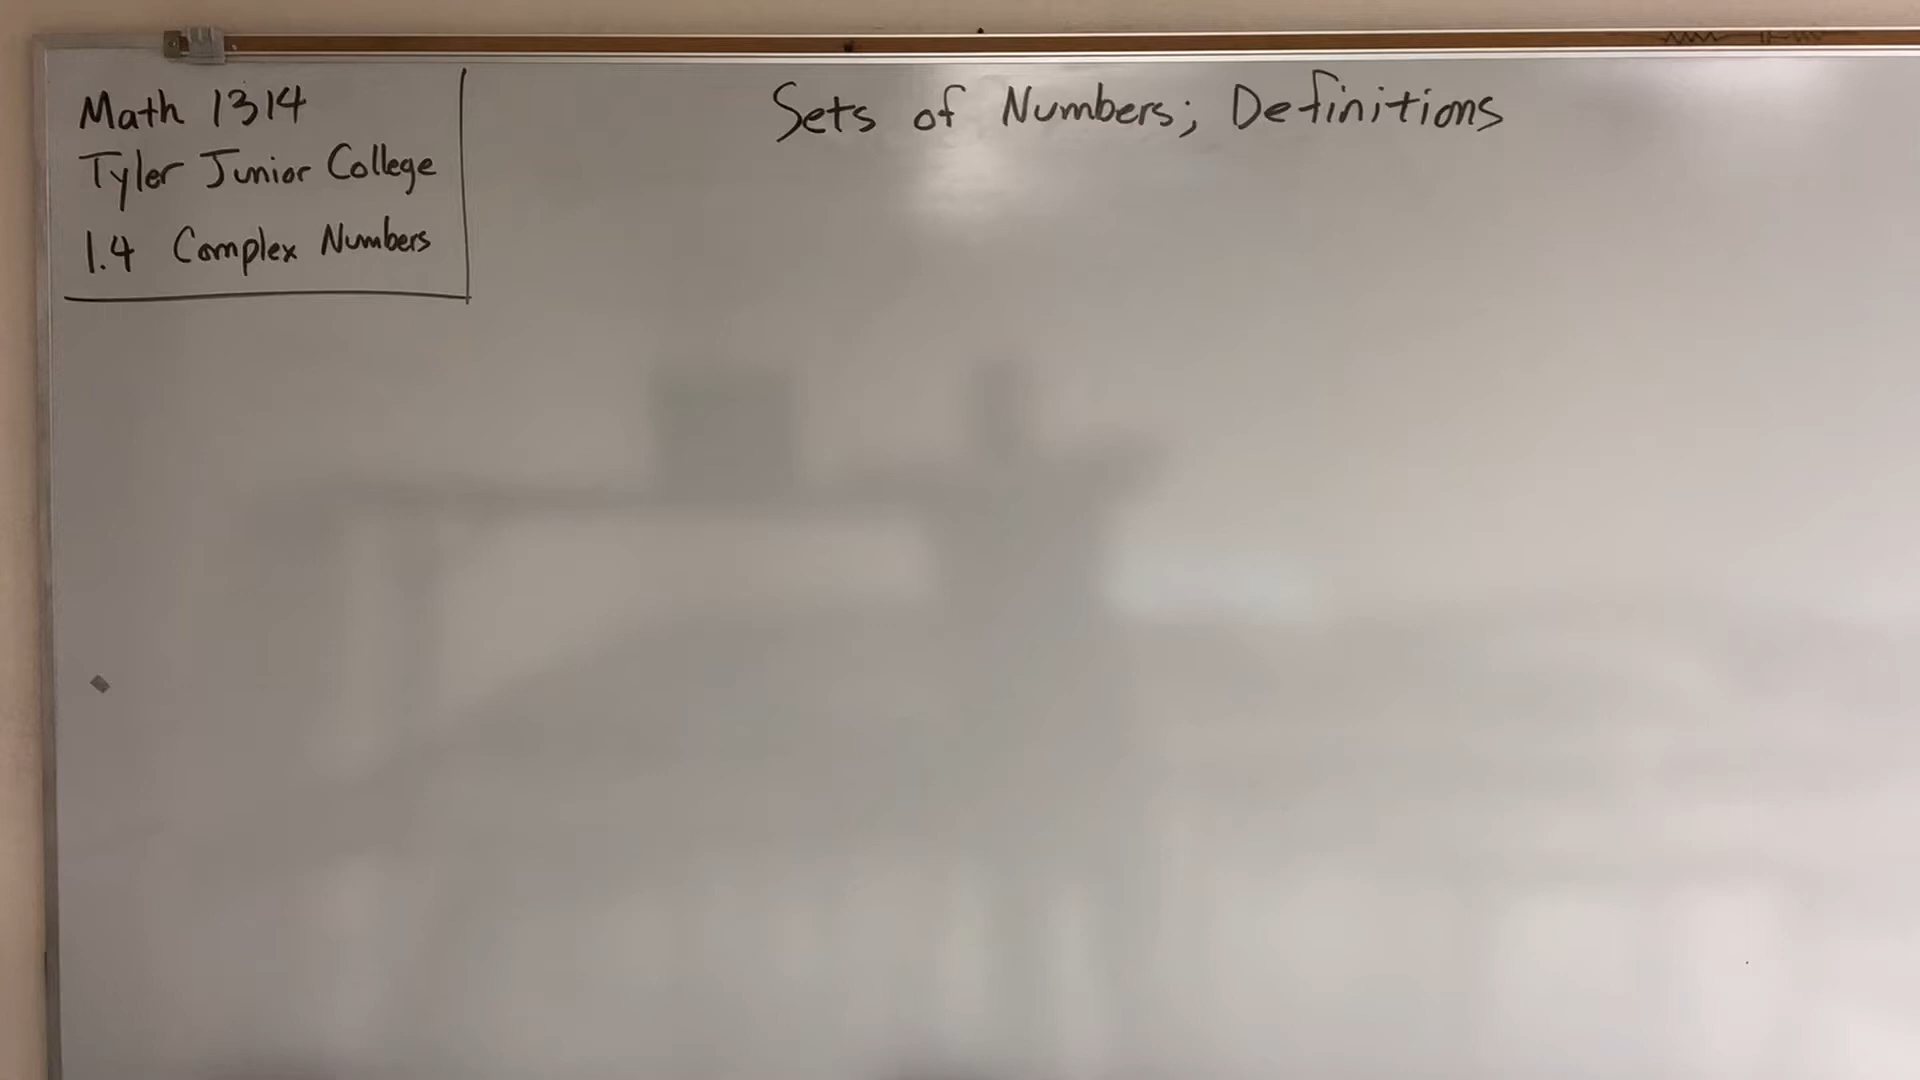 Math 1314
Tyler Junior College
1.4 Complex Numbers
Sets of Numbers; Definitions